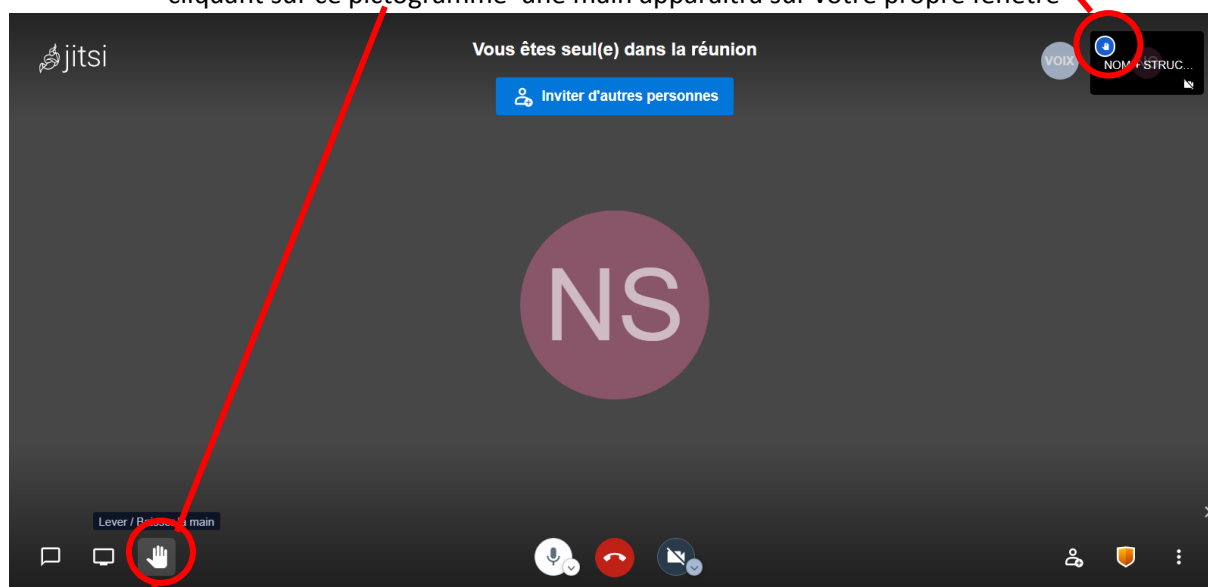 cliquant sur ce pictogramme une main apparaitra sur votre propre fenêtre
jitsi
Vous êtes seul(e) dans la réunion
Inviter d'autres personnes
VOIX
NOM + STRUC...
NS
Lever / Baisser la main